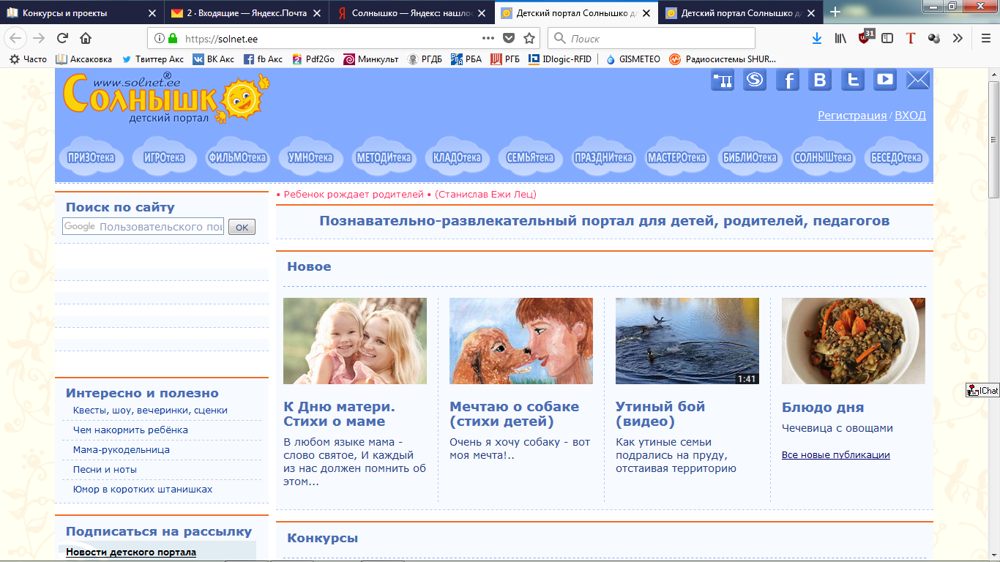 Конкурсы и проекты
2 · Входящие — Яндекс.Почта
Солнышко — Яндекс: нашло
Детский портал Солнышко дл
Детский портал Солнышко дл
https://solnet.ee
Поиск
31
Часто
Аксаковка
Твиттер Акс
ВК Акс
fb Акс
Pdf2Go
Минкульт
РГДБ
РБА
РГБ
IDlogic-RFID
GISMETEO
Радиосистемы SHUR...
www.solnet.ee®
Солнышко
детский портал
Регистрация / ВХОД
ПРИЗОтека
ИГРОтека
ФИЛЬМОтека
УМНОтека
МЕТОДИтека
КЛАДОтека
СЕМЬЯтека
ПРАЗДНИтека
МАСТЕРОтека
БИБЛИОтека
СОЛНЫШтека
БЕСЕДОтека
Поиск по сайту
Google Пользовательского пои
ОК
• Ребенок рождает родителей • (Станислав Ежи Лец)
Познавательно-развлекательный портал для детей, родителей, педагогов
Новое
1:41
К Дню матери.
Стихи о маме
В любом языке мама -
слово святое, И каждый
из нас должен помнить об
этом...
Мечтаю о собаке
(стихи детей)
Очень я хочу собаку - вот
моя мечта!..
Утиный бой
(видео)
Как утиные семьи
подрались на пруду,
отстаивая территорию
Блюдо дня
Чечевица с овощами
Все новые публикации
IChat
Интересно и полезно
Квесты, шоу, вечеринки, сценки
Чем накормить ребёнка
Мама-рукодельница
Песни и ноты
Юмор в коротких штанишках
Подписаться на рассылку
Новости детского портала
Конкурсы